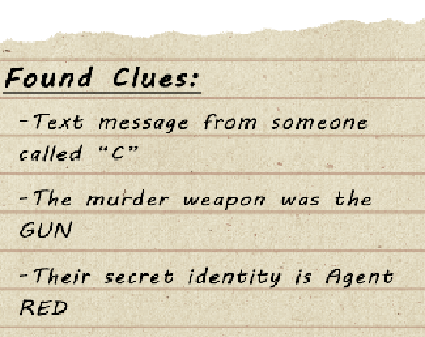 Found Clues:
-Text message from someone
called “C”
-The murder weapon was the
GUN
-Their secret identity is Agent
RED